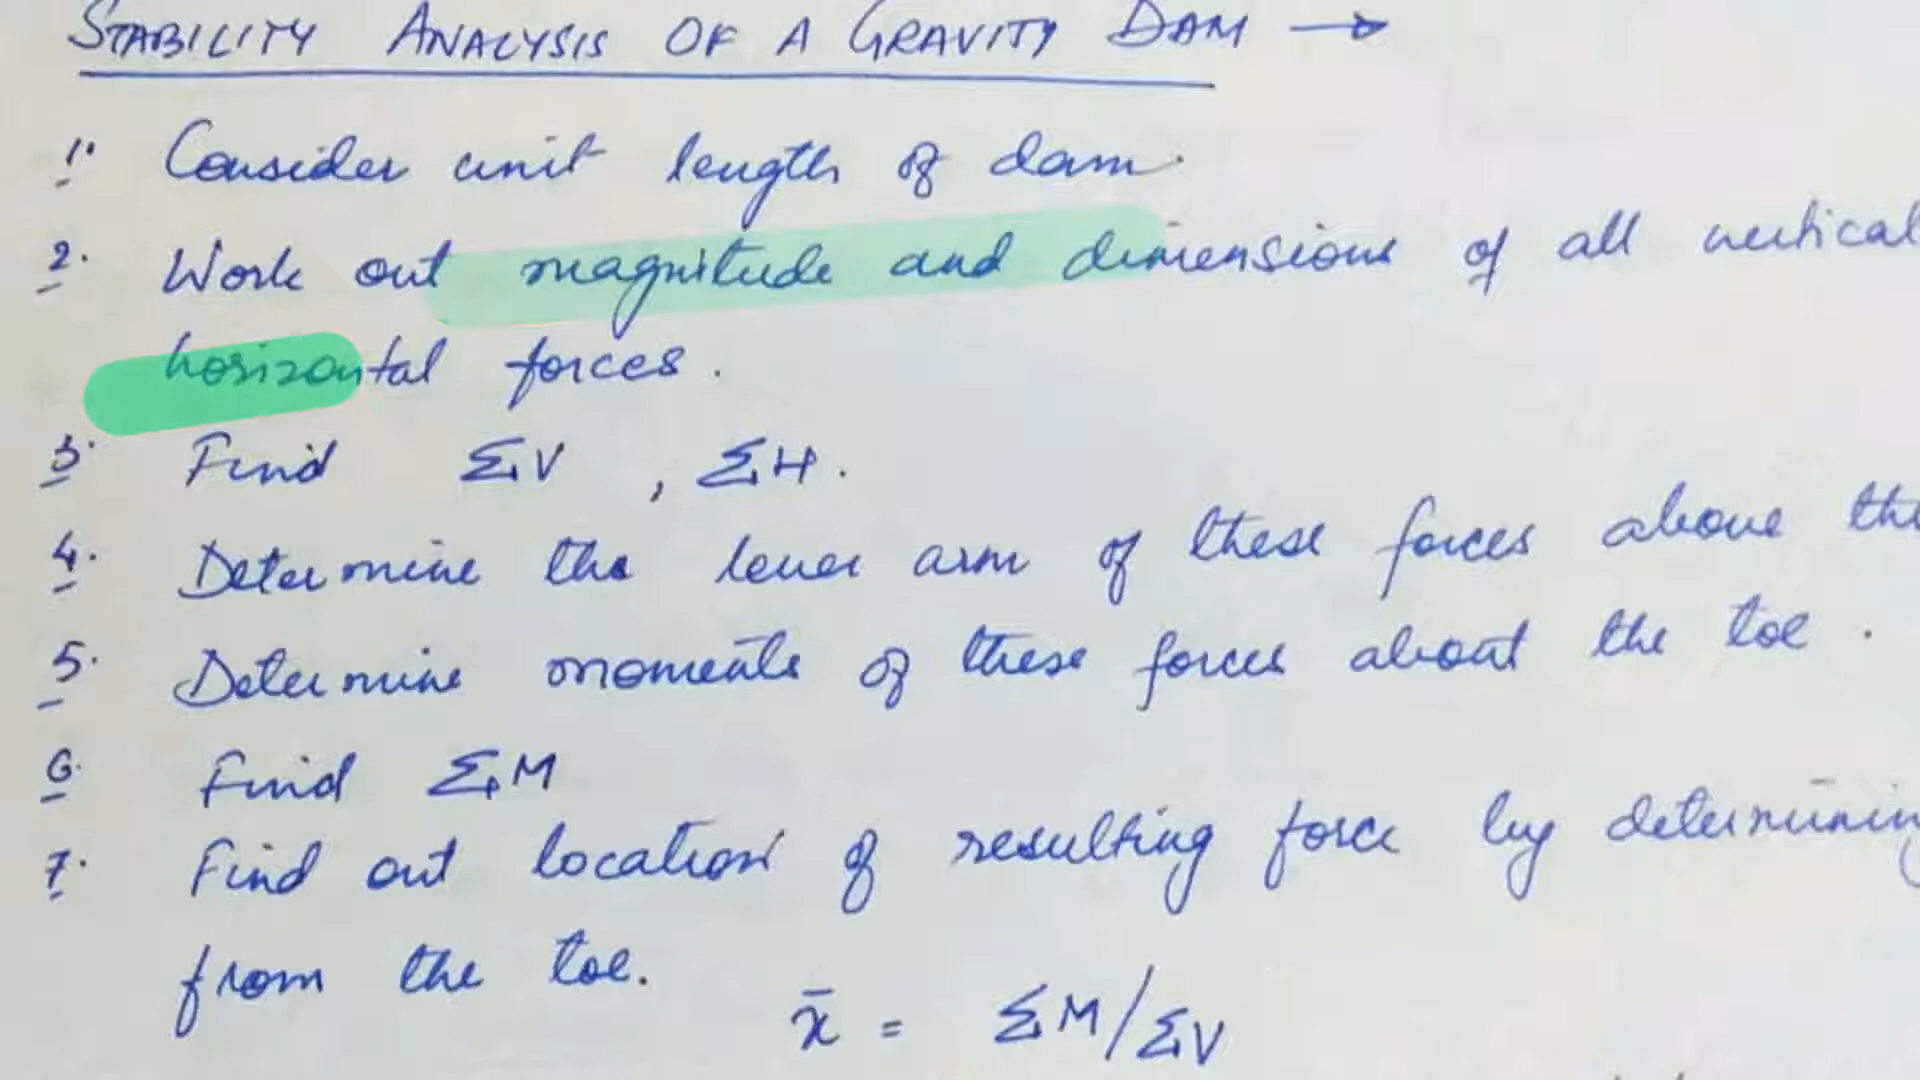 STABILITY ANALYSIS OF A GRAVITY DAM →
1. Consider unit length of dam.
2. Work out magnitude and dimensions of all vertical
horizontal forces.
3. Find ΣV, ΣH.
4. Determine the lever arm of these forces above the
5. Determine moments of these forces about the toe.
6. Find ΣM
7. Find out location of resulting force by determining
from the toe.
x̄ = ΣM/ΣV